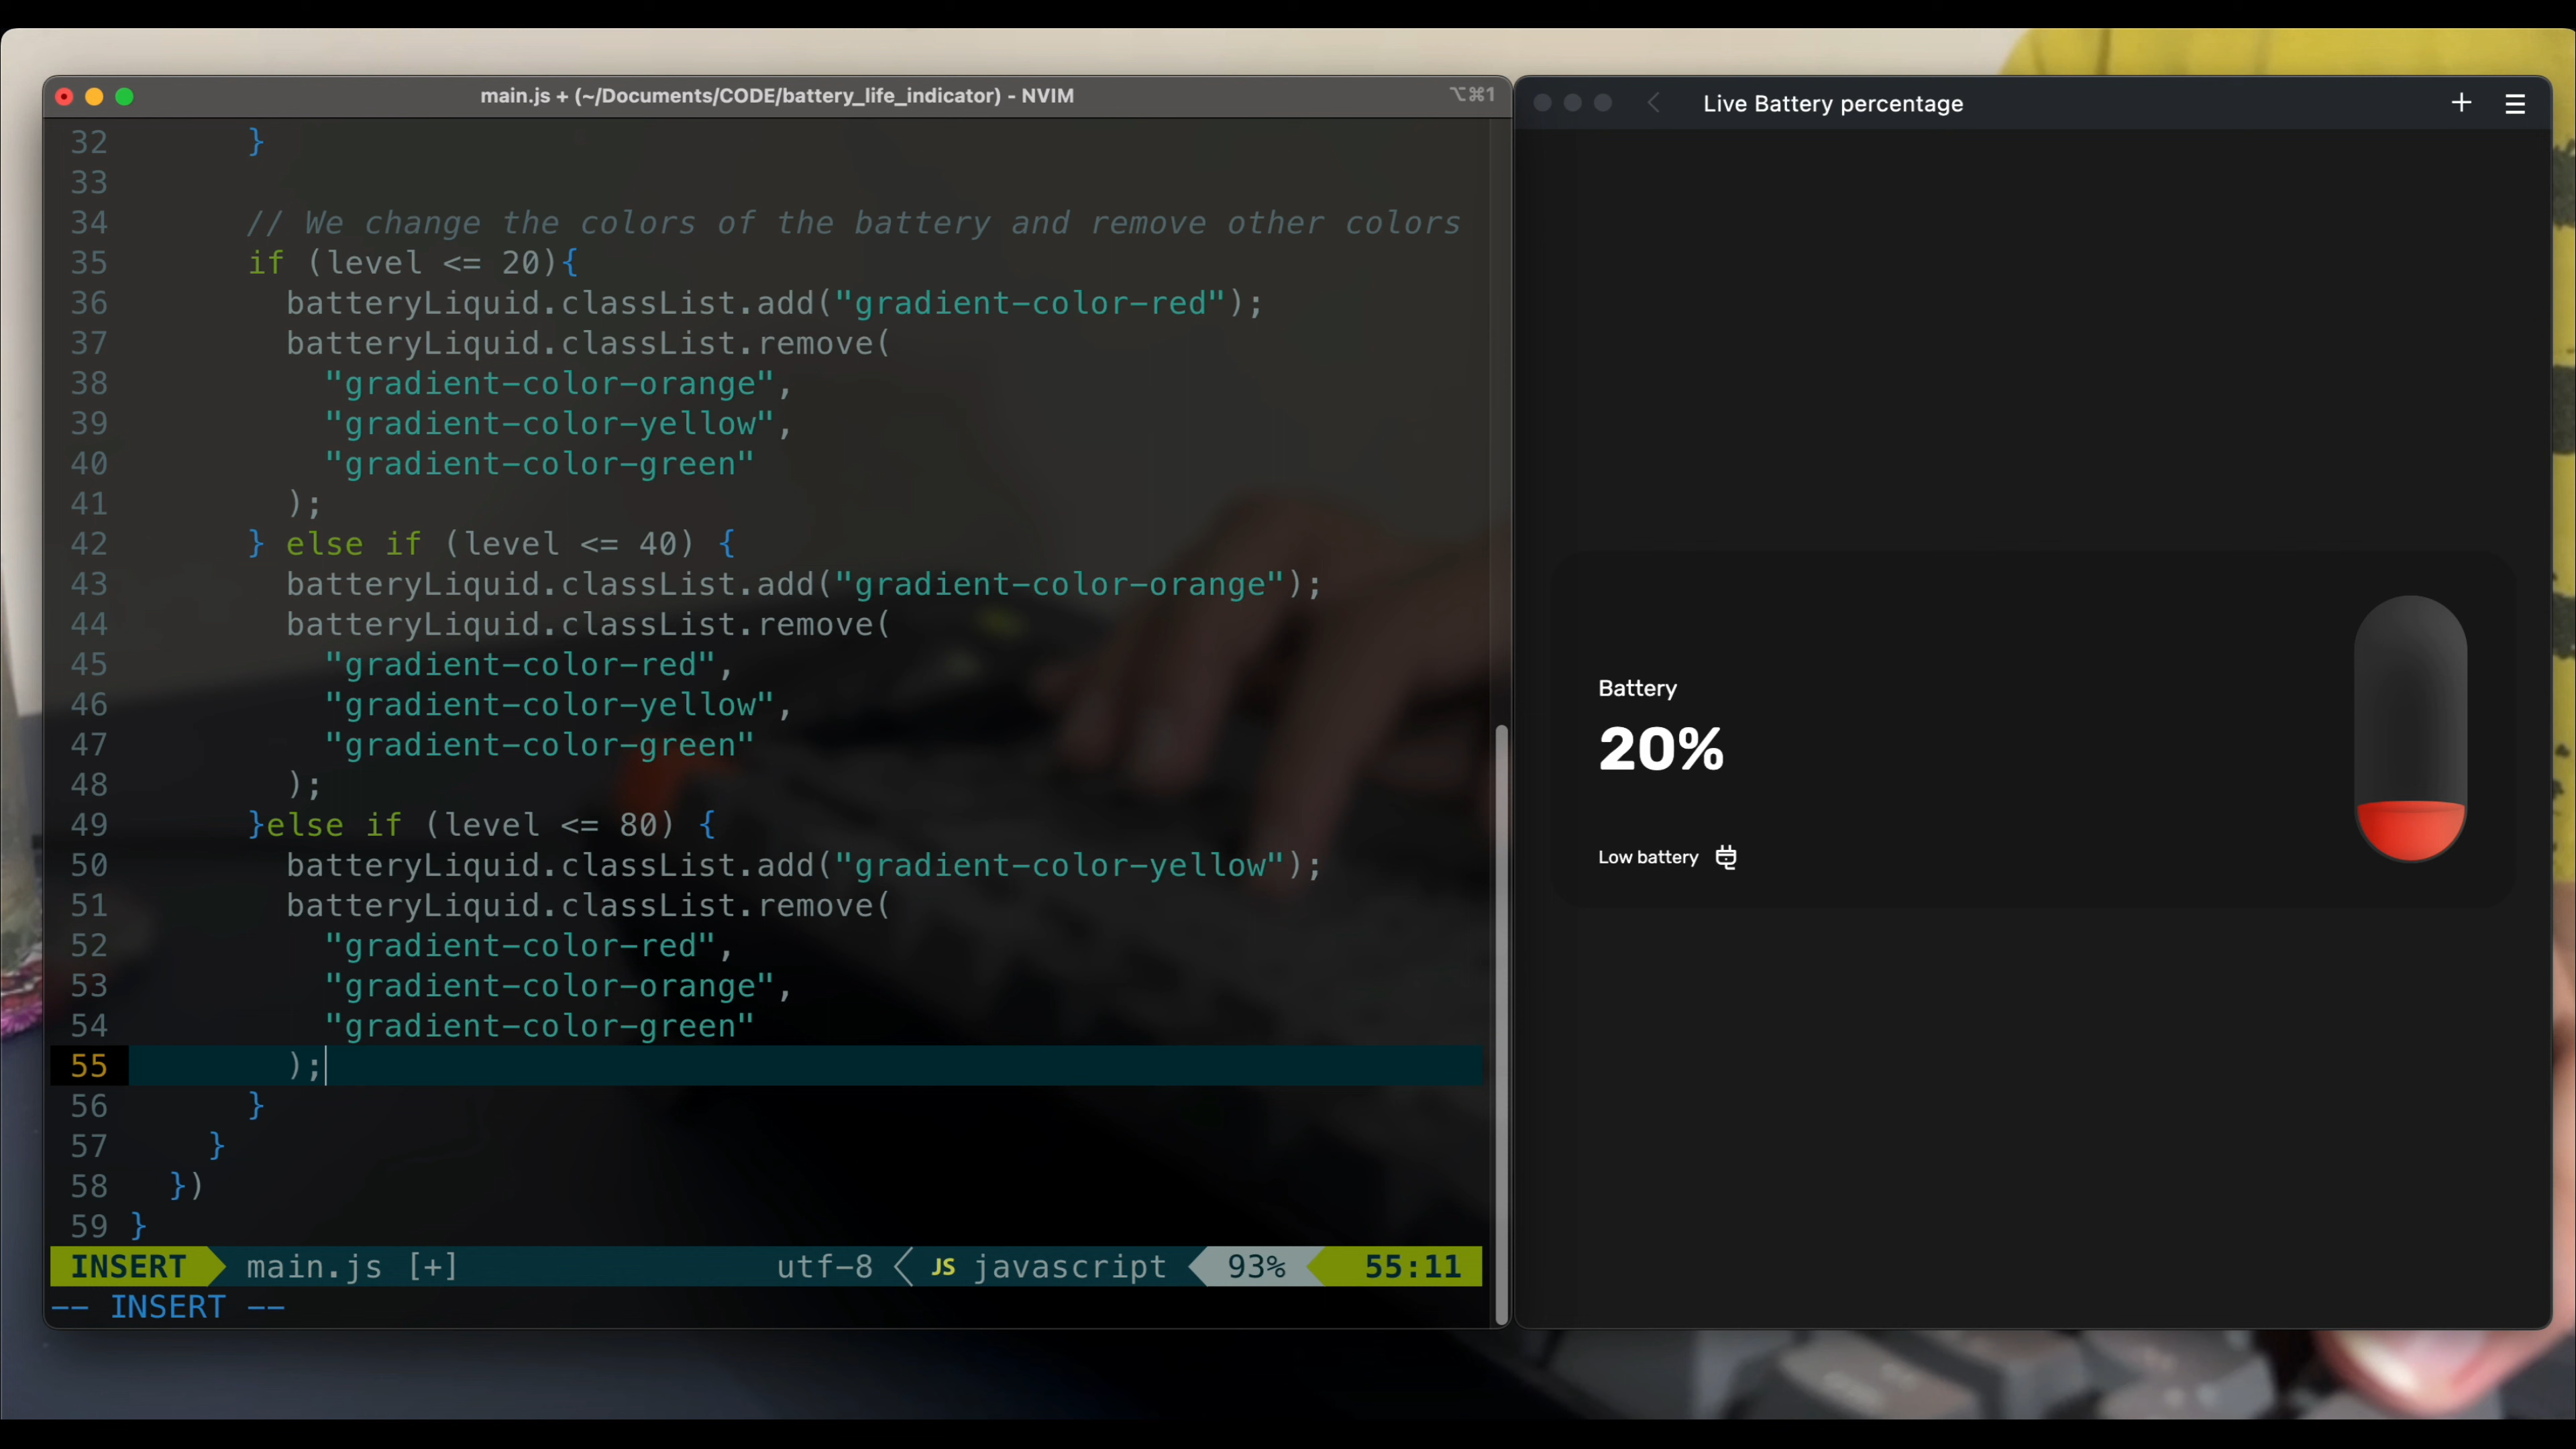 main.js + (~/Documents/CODE/battery_life_indicator) - NVIM
⌥⌘1
32 }
33
34 // We change the colors of the battery and remove other colors
35 if (level <= 20){
36 batteryLiquid.classList.add("gradient-color-red");
37 batteryLiquid.classList.remove(
38 "gradient-color-orange",
39 "gradient-color-yellow",
40 "gradient-color-green"
41 );
42 } else if (level <= 40) {
43 batteryLiquid.classList.add("gradient-color-orange");
44 batteryLiquid.classList.remove(
45 "gradient-color-red",
46 "gradient-color-yellow",
47 "gradient-color-green"
48 );
49 }else if (level <= 80) {
50 batteryLiquid.classList.add("gradient-color-yellow");
51 batteryLiquid.classList.remove(
52 "gradient-color-red",
53 "gradient-color-orange",
54 "gradient-color-green"
55 );
56 }
57 }
58 })
59 }
INSERT main.js [+] utf-8 JS javascript 93% 55:11
-- INSERT --
Live Battery percentage
Battery
20%
Low battery